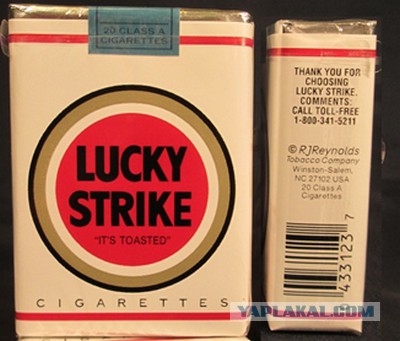 20 CLASS A
CIGARETTES
LUCKY
STRIKE
"IT'S TOASTED"
CIGARETTES
THANK YOU FOR
CHOOSING
LUCKY STRIKE.
COMMENTS:
CALL TOLL-FREE
1-800-341-5211
© RJReynolds
Tobacco Company
Winston-Salem,
NC 27102 USA
20 Class A
Cigarettes
4331237
YAPLAKAL.COM